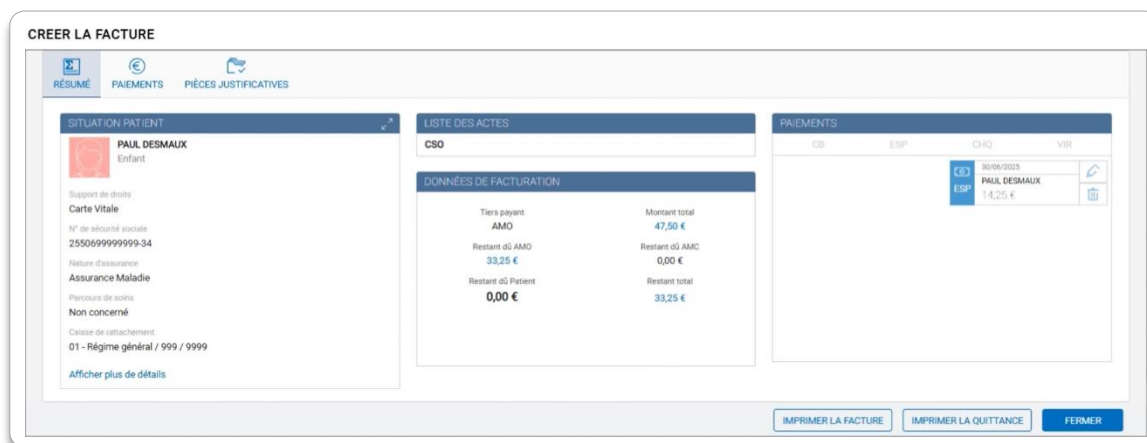 CREER LA FACTURE
RÉSUMÉ
PAIEMENTS
PIÈCES JUSTIFICATIVES
SITUATION PATIENT
PAUL DESMAUX
Enfant
Support de droits
Carte Vitale
N° de sécurité sociale
2550699999999-34
Nature d'assurance
Assurance Maladie
Parcours de soins
Non concerné
Caisse de rattachement
01 - Régime général / 999 / 9999
Afficher plus de détails
LISTE DES ACTES
CSO
DONNÉES DE FACTURATION
Tiers payant
AMO
Montant total
47,50 €
Restant dû AMO
33,25 €
Restant dû AMC
0,00 €
Restant dû Patient
0,00 €
Restant total
33,25 €
PAIEMENTS
CB ESP CHQ VIR
ESP
30/06/2025
PAUL DESMAUX
14,25 €
IMPRIMER LA FACTURE
IMPRIMER LA QUITTANCE
FERMER